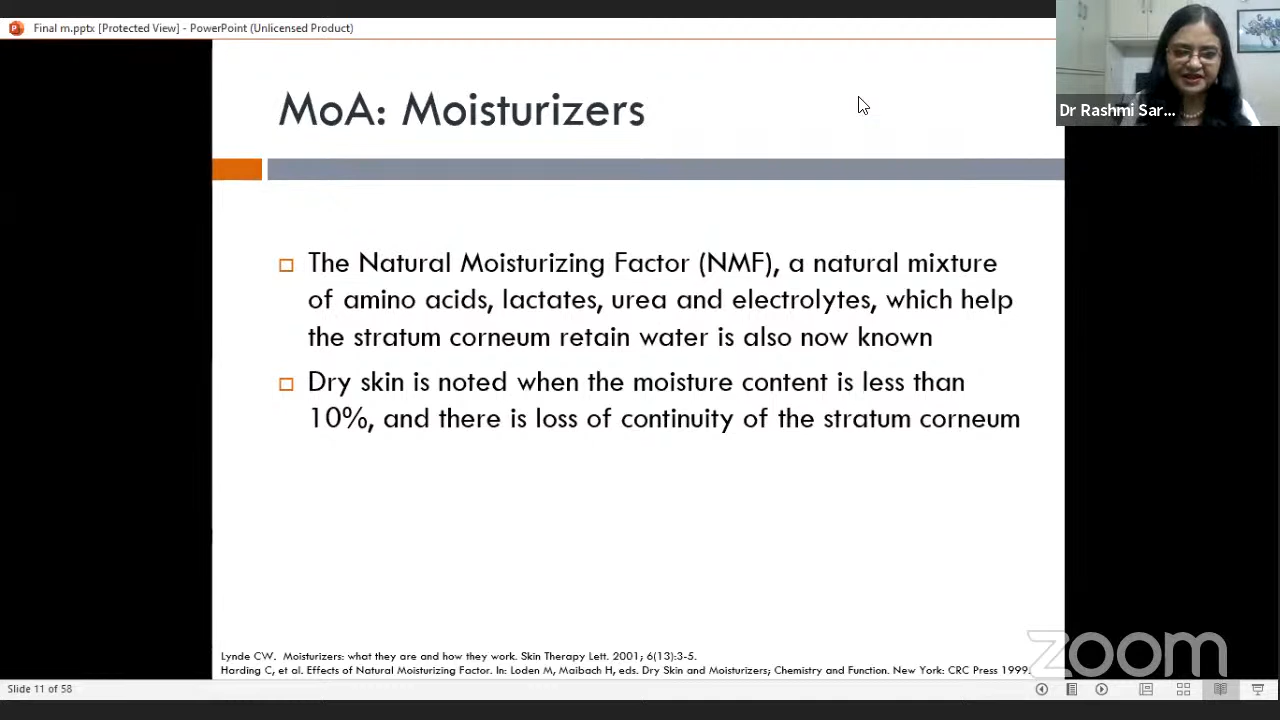 Final m.pptx [Protected View] - PowerPoint (Unlicensed Product)
Dr Rashmi Sar...
MoA: Moisturizers
The Natural Moisturizing Factor (NMF), a natural mixture
of amino acids, lactates, urea and electrolytes, which help
the stratum corneum retain water is also now known
Dry skin is noted when the moisture content is less than
10%, and there is loss of continuity of the stratum corneum
Lynde CW. Moisturizers: what they are and how they work. Skin Therapy Lett. 2001; 6(13):3-5.
Harding C, et al. Effects of Natural Moisturizing Factor. In: Loden M, Maibach H, eds. Dry Skin and Moisturizers; Chemistry and Function. New York: CRC Press 1999.
zoom
Slide 11 of 58